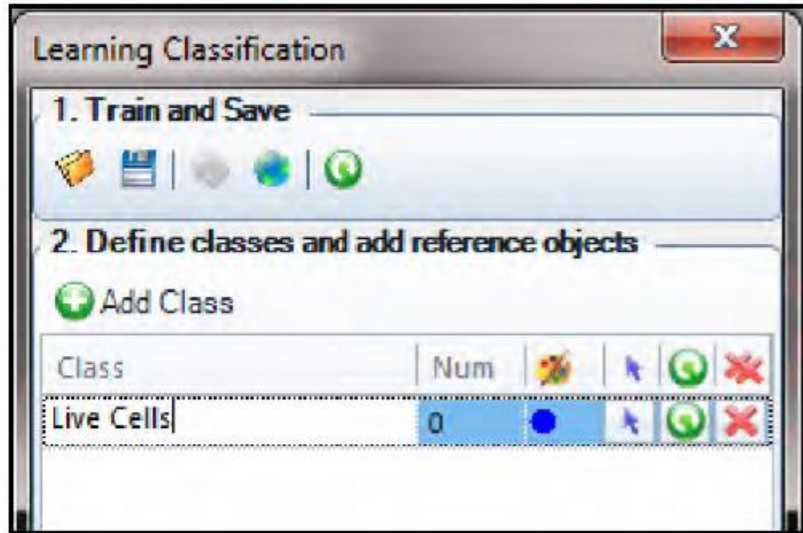 Learning Classification
1. Train and Save
2. Define classes and add reference objects
Add Class
Class Num
Live Cells 0